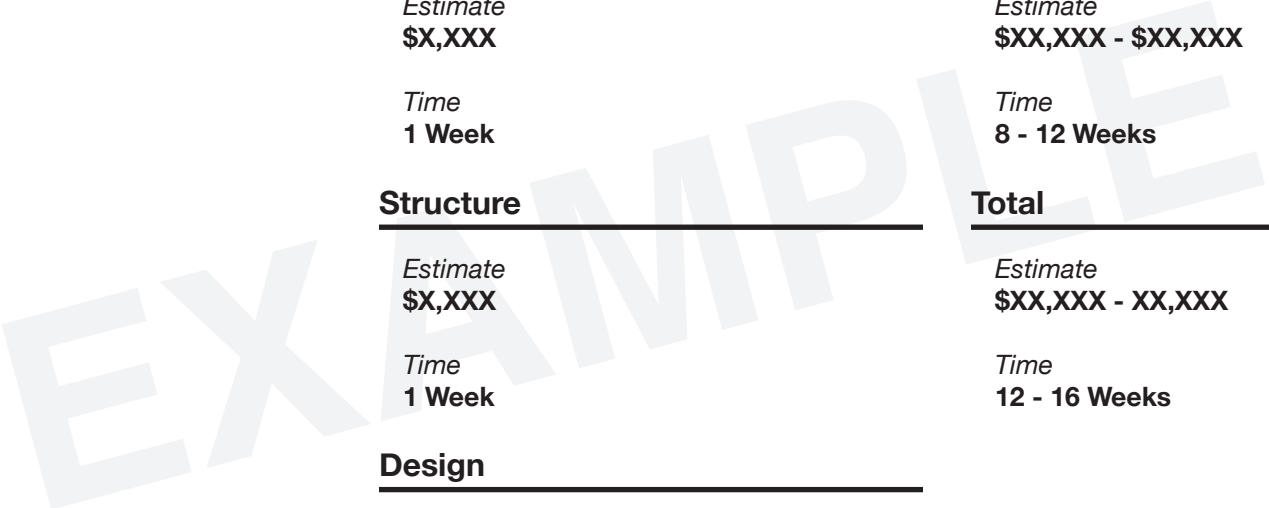 Estimate
$X,XXX
Time
1 Week
Structure
Estimate
$X,XXX
Time
1 Week
Design
Estimate
$XX,XXX - $XX,XXX
Time
8 - 12 Weeks
Total
Estimate
$XX,XXX - XX,XXX
Time
12 - 16 Weeks
EXAMPLE